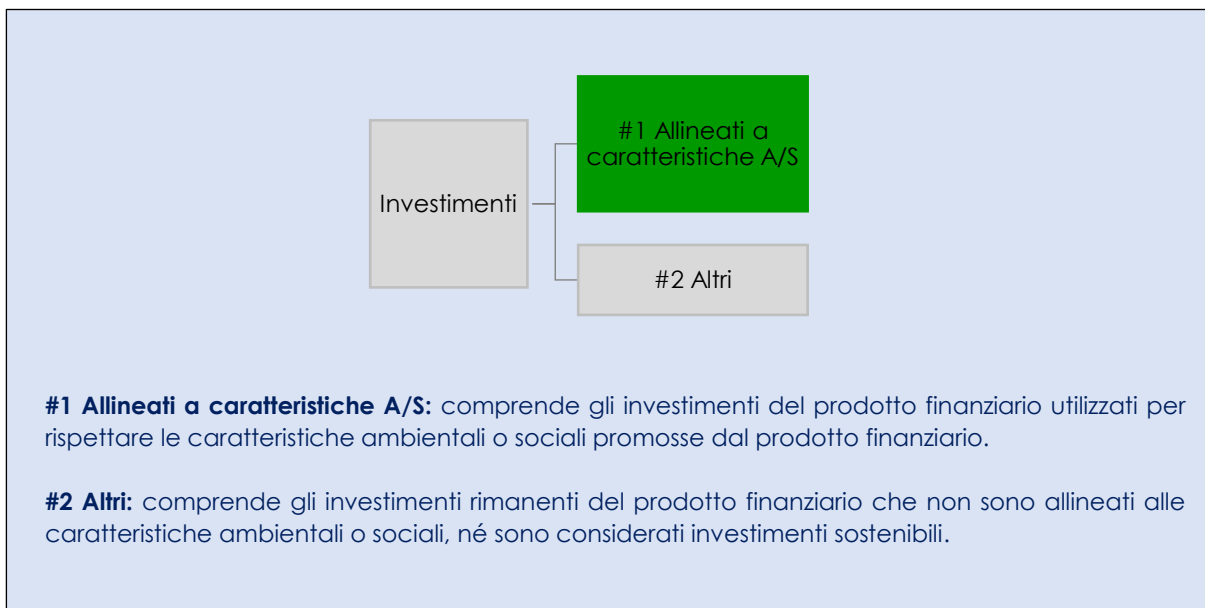 #1 Allineati a
caratteristiche A/S
Investimenti
#2 Altri
#1 Allineati a caratteristiche A/S: comprende gli investimenti del prodotto finanziario utilizzati per
rispettare le caratteristiche ambientali o sociali promosse dal prodotto finanziario.
#2 Altri: comprende gli investimenti rimanenti del prodotto finanziario che non sono allineati alle
caratteristiche ambientali o sociali, né sono considerati investimenti sostenibili.